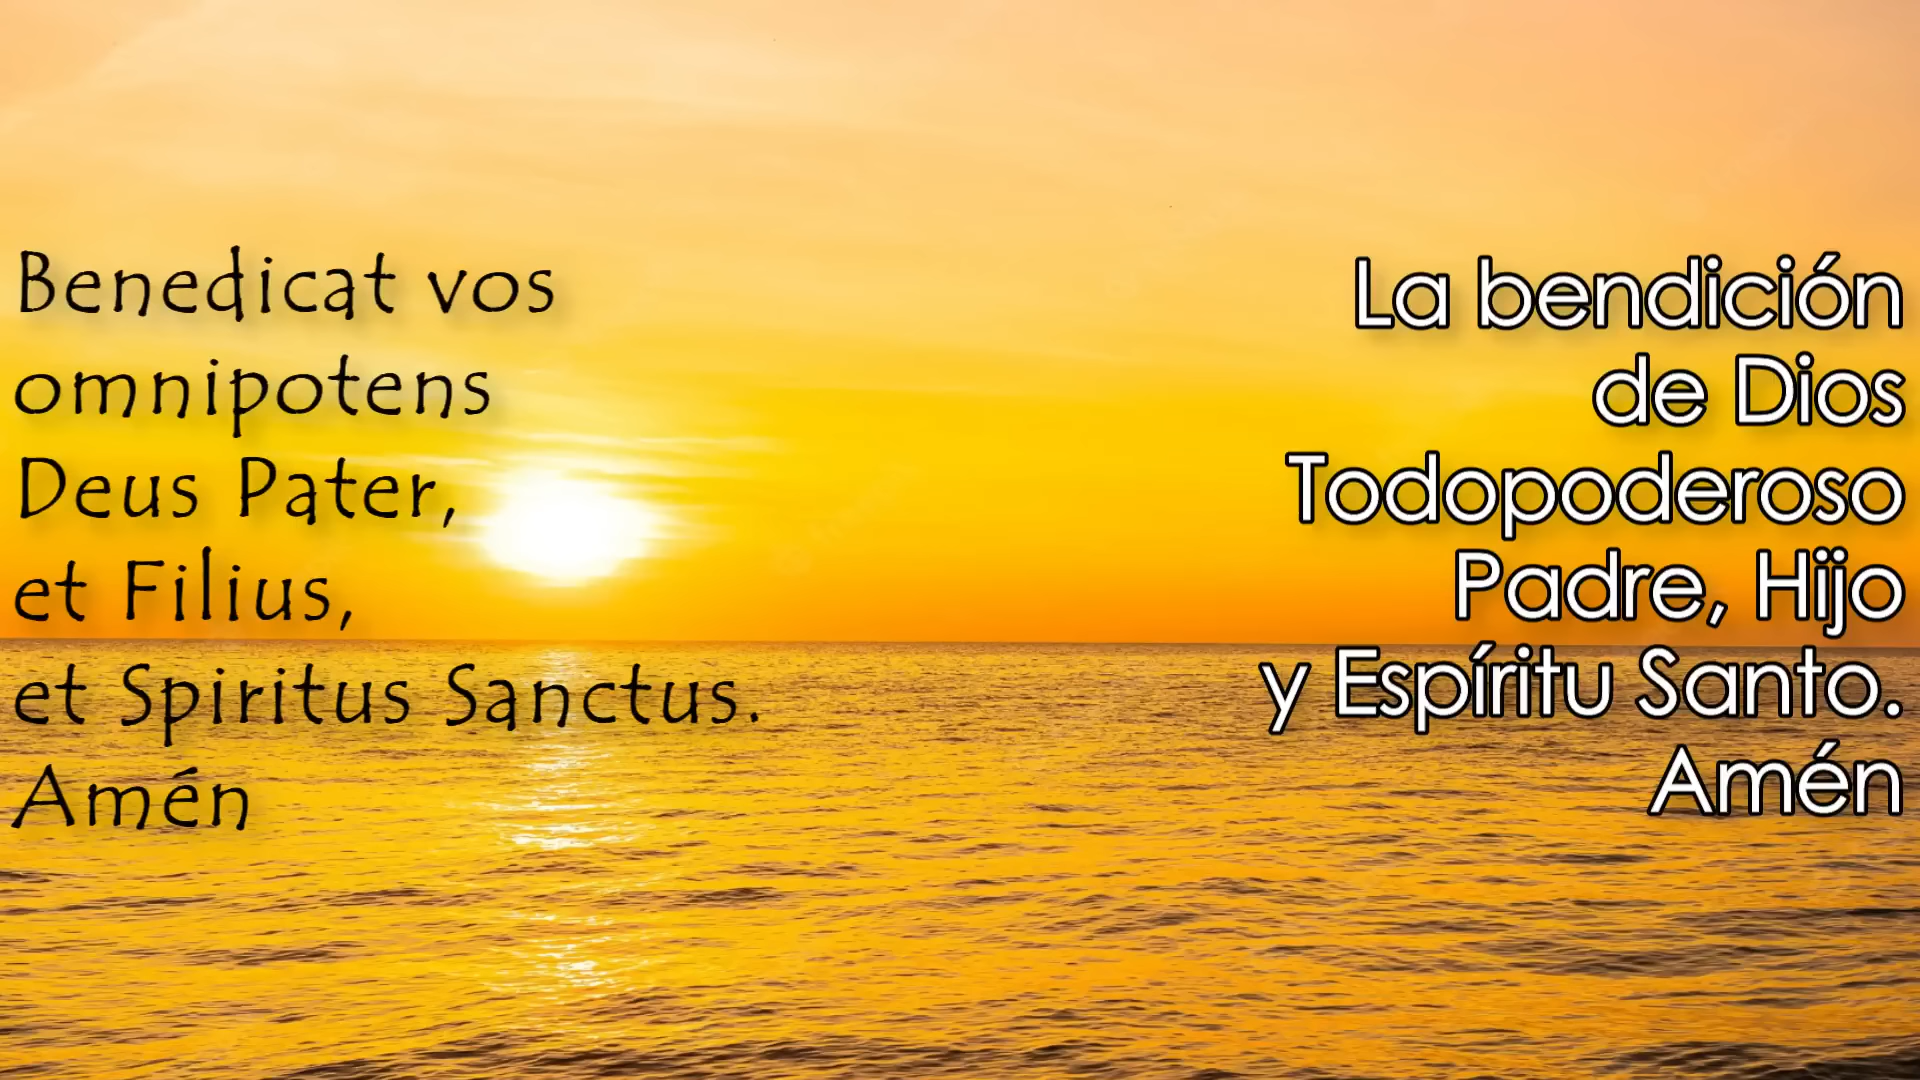 Benedicat vos
omnipotens
Deus Pater,
et Filius,
et Spiritus Sanctus.
Amén
La bendición
de Dios
Todopoderoso
Padre, Hijo
y Espíritu Santo.
Amén